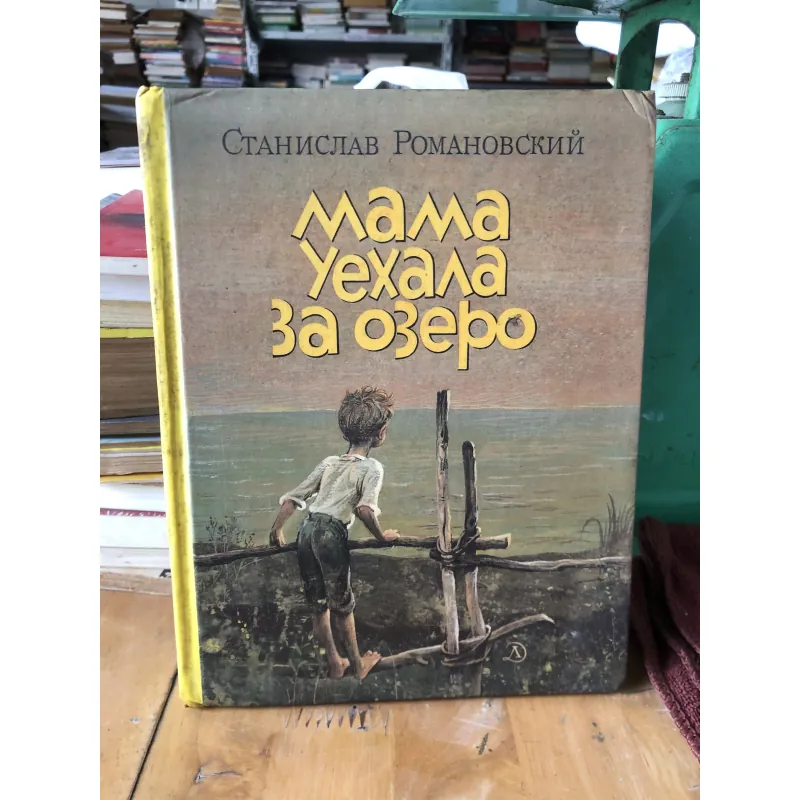 Станислав Романовский
мама
уехала
за озеро